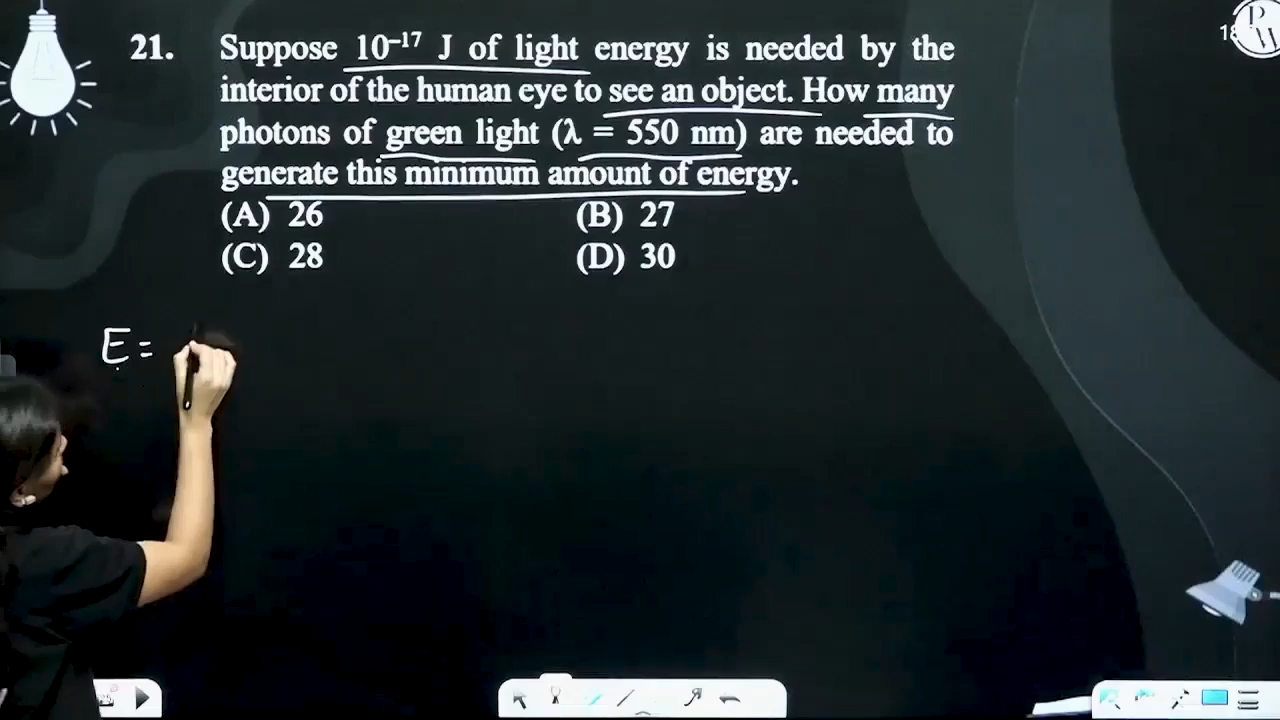 21. Suppose 10⁻¹⁷ J of light energy is needed by the
interior of the human eye to see an object. How many
photons of green light (λ = 550 nm) are needed to
generate this minimum amount of energy.
(A) 26 (B) 27
(C) 28 (D) 30
E =
18
P
W